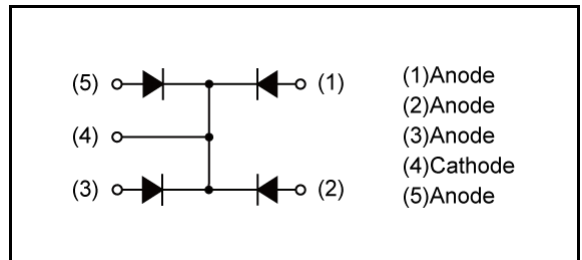 (5) (1)
(4)
(3) (2)
(1)Anode
(2)Anode
(3)Anode
(4)Cathode
(5)Anode